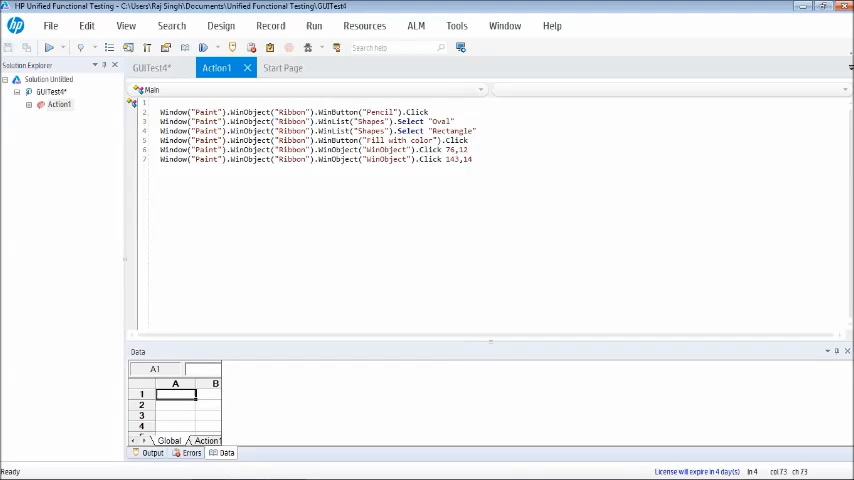 HP Unified Functional Testing - C:\Users\Raj Singh\Documents\Unified Functional Testing\GUITest4
hp File Edit View Search Design Record Run Resources ALM Tools Window Help
Search help
Solution Explorer
GUITest4* Action1 Start Page
Solution Untitled
GUITest4*
Action1
Main
1
2 Window("Paint").WinObject("Ribbon").WinButton("Pencil").Click
3 Window("Paint").WinObject("Ribbon").WinList("Shapes").Select "Oval"
4 Window("Paint").WinObject("Ribbon").WinList("Shapes").Select "Rectangle"
5 Window("Paint").WinObject("Ribbon").WinButton("Fill with color").Click
6 Window("Paint").WinObject("Ribbon").WinObject("WinObject").Click 76,12
7 Window("Paint").WinObject("Ribbon").WinObject("WinObject").Click 143,14
Data
A1
A B
1
2
3
4
Global Action1
Output Errors Data
Ready License will expire in 4 day(s) ln 4 col 73 ch 73